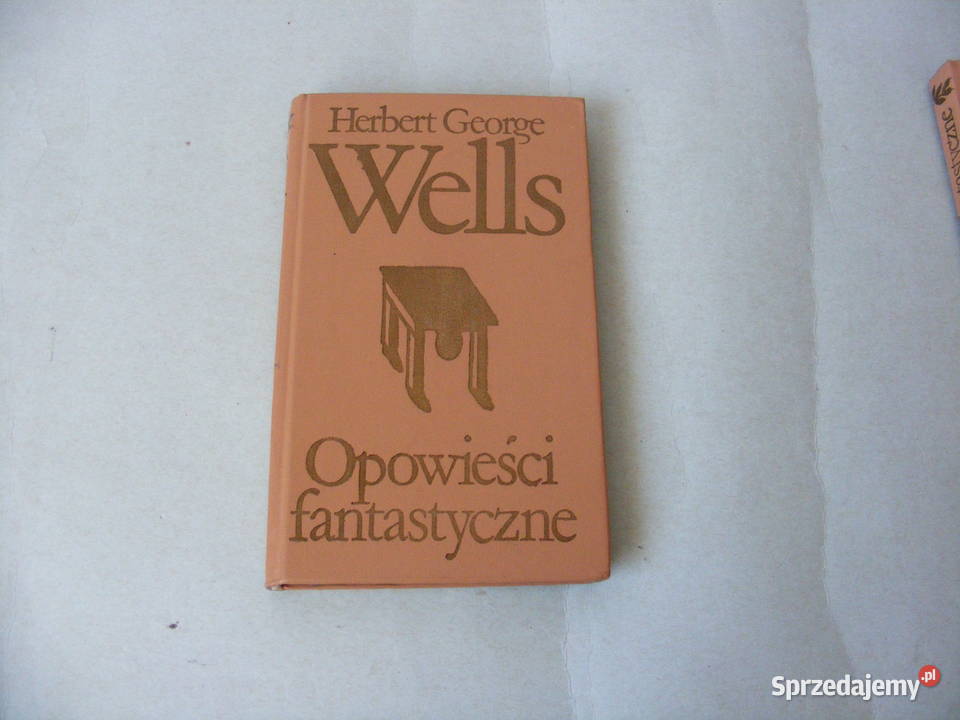 Herbert George
Wells
Opowieści
fantastyczne
Sprzedajemy.pl